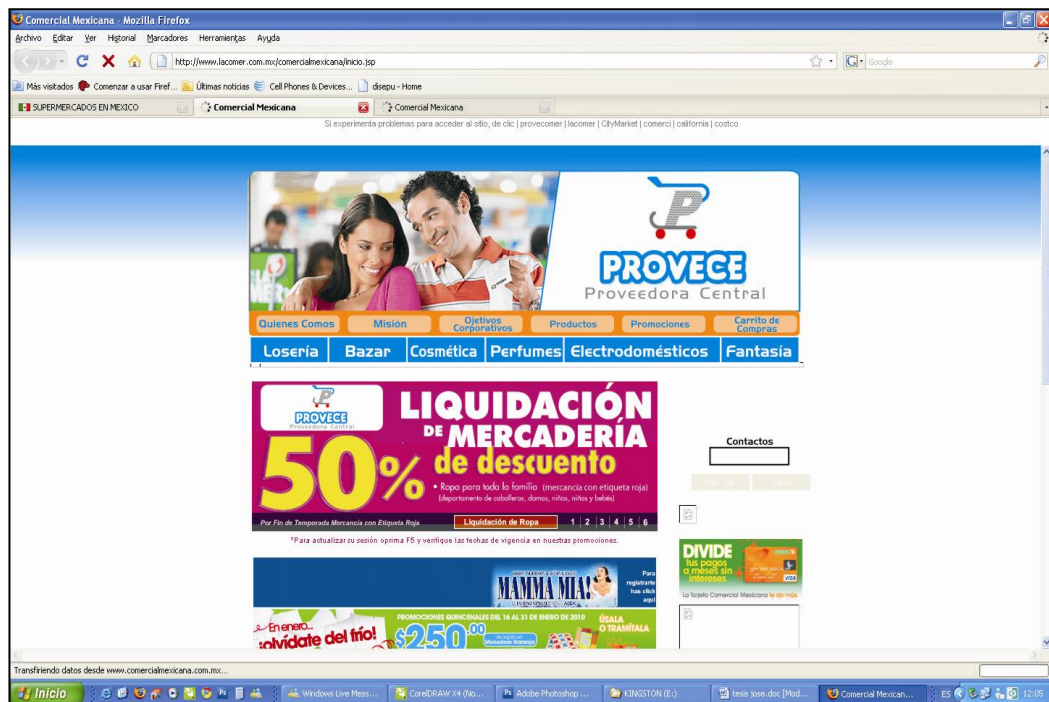 Comercial Mexicana - Mozilla Firefox
Archivo Editar Ver Historial Marcadores Herramientas Ayuda
http://www.lacomer.com.mx/comercialmexicana/inicio.jsp
Google
Más visitados Comenzar a usar Firef... Últimas noticias Cell Phones & Devices... disepu - Home
SUPERMERCADOS EN MEXICO Comercial Mexicana Comercial Mexicana
Si experimenta problemas para acceder al sitio, de clic | provecomer | lacomer | CityMarket | comerci | california | costco
P
PROVECE
Proveedora Central
Quienes Comos Misión Ojetivos Corporativos Productos Promociones Carrito de Compras
Losería Bazar Cosmética Perfumes Electrodomésticos Fantasía
P
PROVECE
Proveedora Central
LIQUIDACIÓN
DE MERCADERÍA
50% de descuento
• Ropa para toda la familia (mercancía con etiqueta roja)
(departamento de caballeros, damas, niños, niñas y bebés)
Por Fin de Temporada Mercancía con Etiqueta Roja Liquidación de Ropa 1 2 3 4 5 6
*Para actualizar su sesión oprima F5 y verifique las fechas de vigencia en nuestras promociones.
Contactos
DIVIDE
tus pagos
a meses sin
intereses
VISA
La Tarjeta Comercial Mexicana te da más.
MAMMA MIA!
Para
registrarte
has click
aquí
En enero...
¡olvídate del frío!
PROMOCIONES QUINCENALES DEL 16 AL 31 DE ENERO DE 2010
$250.00
ÚSALA
O TRAMÍTALA
Transfiriendo datos desde www.comercialmexicana.com.mx...
Inicio Windows Live Mess... CorelDRAW X4 (No... Adobe Photoshop ... KINGSTON (E:) tesis jose.doc [Mod... Comercial Mexican... ES 12:05